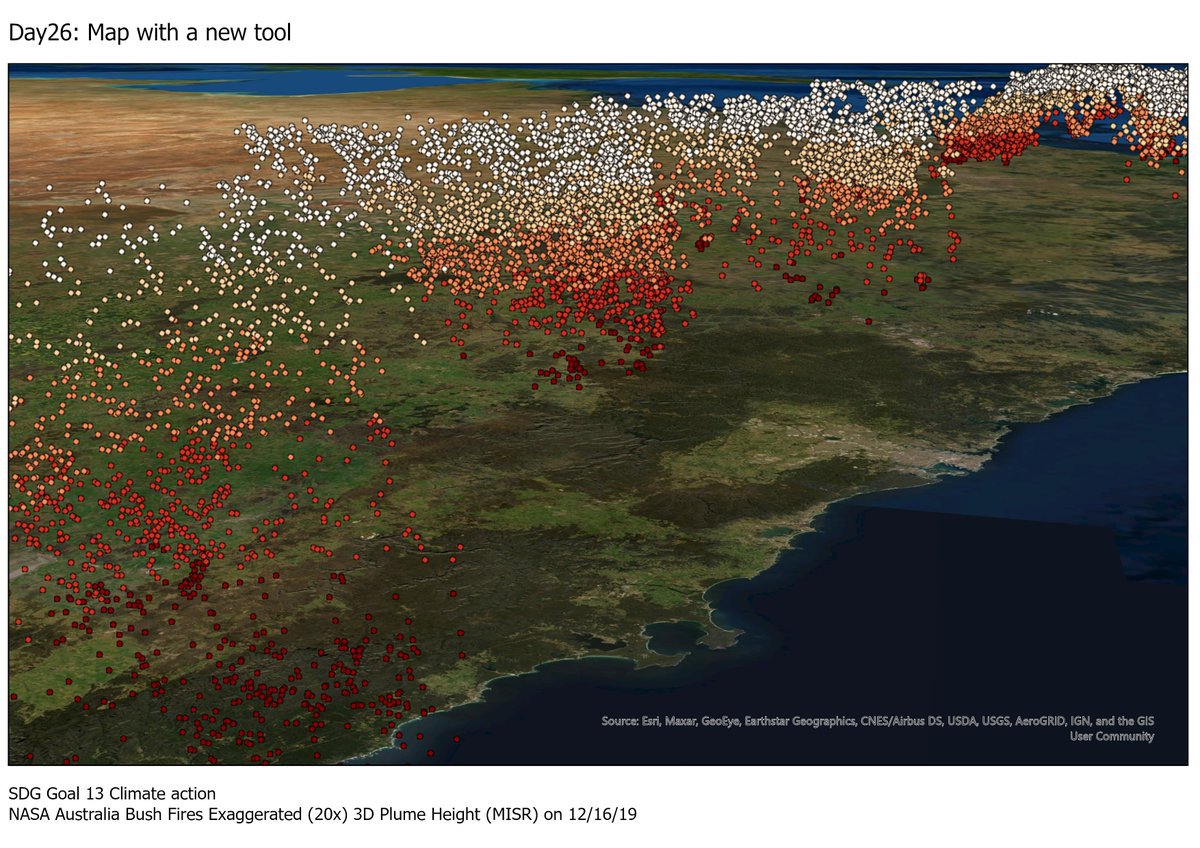 Day26: Map with a new tool
Source: Esri, Maxar, GeoEye, Earthstar Geographics, CNES/Airbus DS, USDA, USGS, AeroGRID, IGN, and the GIS
User Community
SDG Goal 13 Climate action
NASA Australia Bush Fires Exaggerated (20x) 3D Plume Height (MISR) on 12/16/19